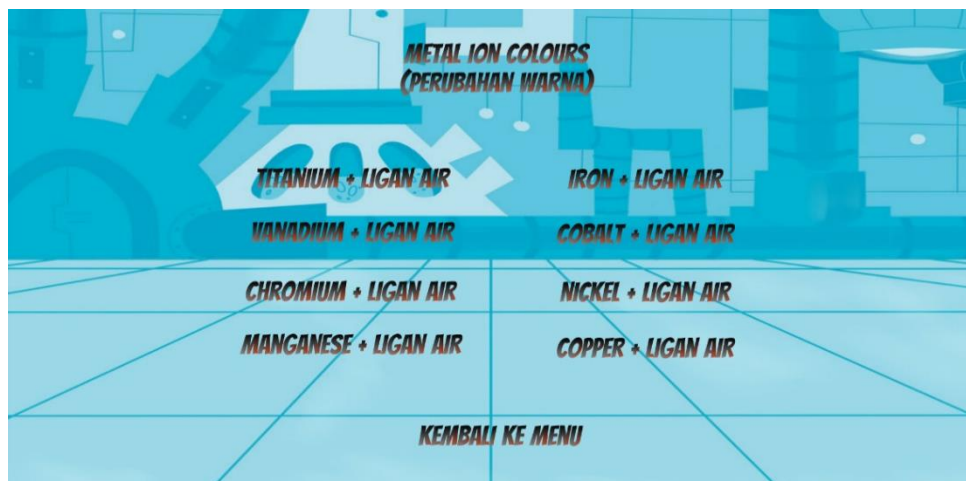 METAL ION COLOURS
(PERUBAHAN WARNA)
TITANIUM + LIGAN AIR
IRON + LIGAN AIR
VANADIUM + LIGAN AIR
COBALT + LIGAN AIR
CHROMIUM + LIGAN AIR
NICKEL + LIGAN AIR
MANGANESE + LIGAN AIR
COPPER + LIGAN AIR
KEMBALI KE MENU